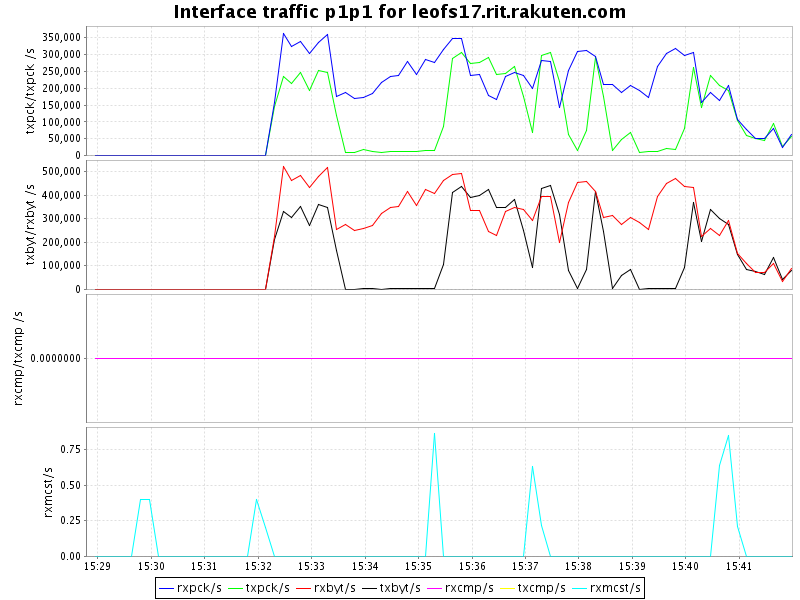 Interface traffic p1p1 for leofs17.rit.rakuten.com
txpck/txpck /s
350,000
300,000
250,000
200,000
150,000
100,000
50,000
0
txbyt/rxbyt /s
500,000
400,000
300,000
200,000
100,000
0
rxcmp/txcmp /s
0.0000000
rxmcst/s
0.75
0.50
0.25
0.00
15:29 15:30 15:31 15:32 15:33 15:34 15:35 15:36 15:37 15:38 15:39 15:40 15:41
rxpck/s txpck/s rxbyt/s txbyt/s rxcmp/s txcmp/s rxmcst/s